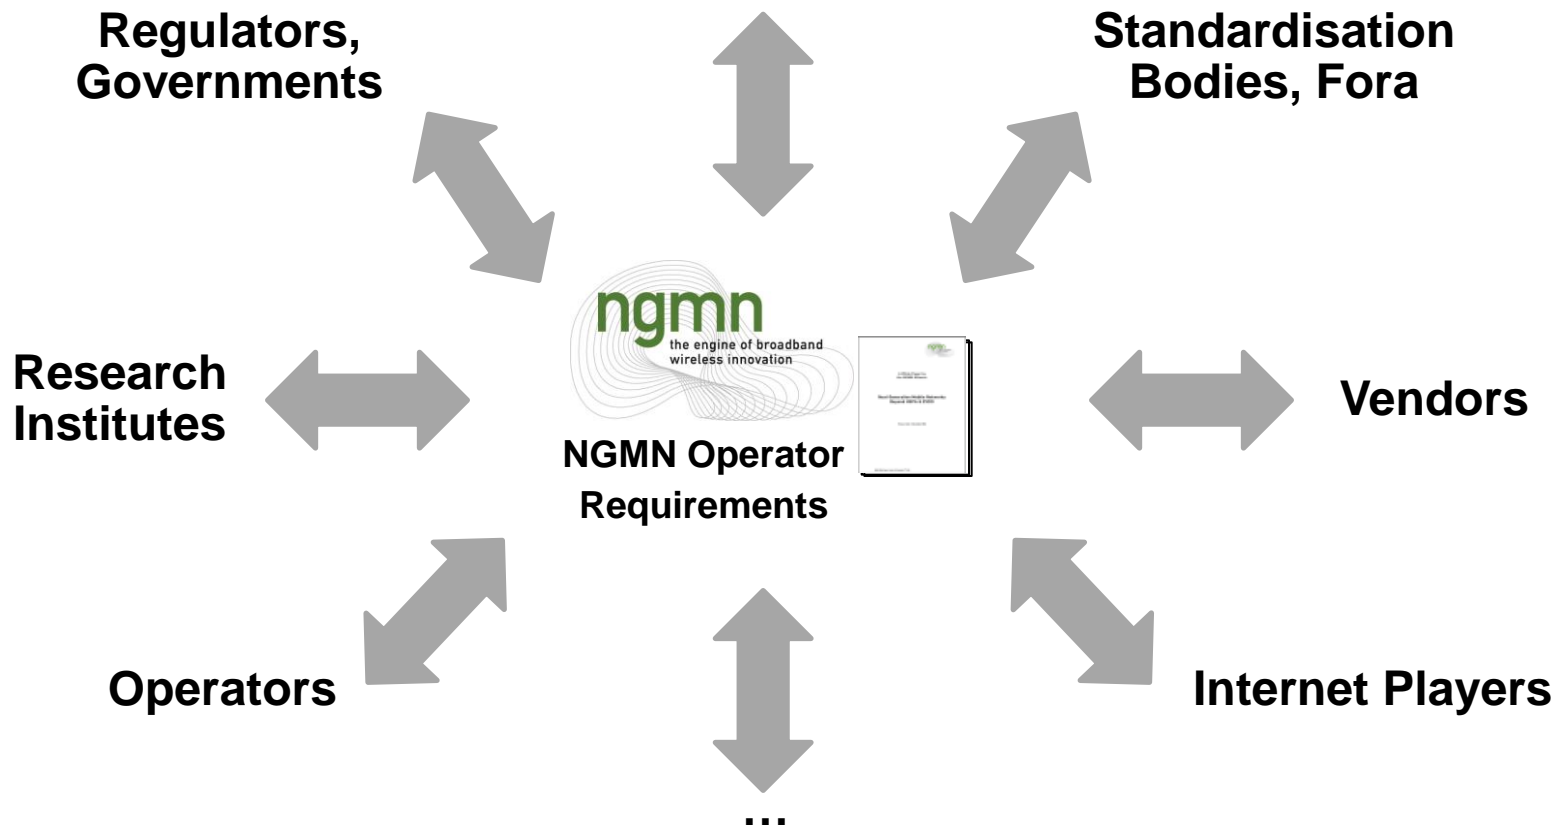 Regulators,
Governments
Standardisation
Bodies, Fora
ngmn
the engine of broadband
wireless innovation
Research
Institutes
Vendors
NGMN Operator
Requirements
Operators
Internet Players
...